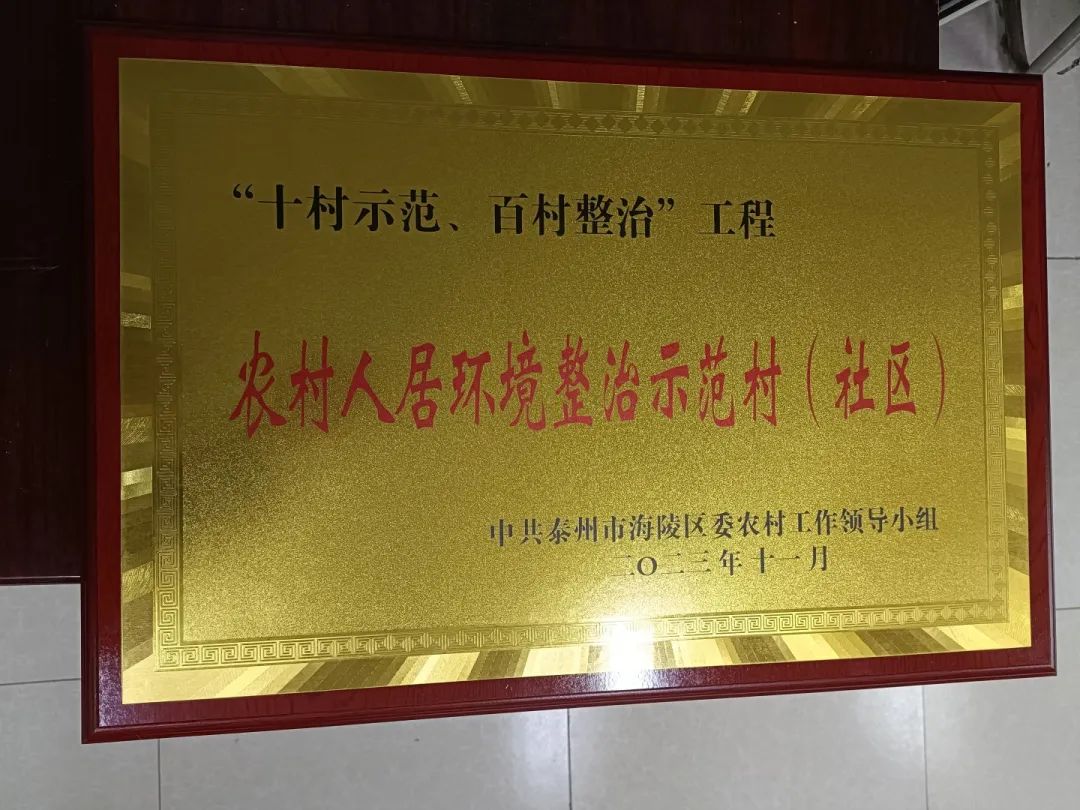 “十村示范、百村整治”工程
农村人居环境整治示范村（社区）
中共泰州市海陵区委农村工作领导小组
二〇二三年十一月